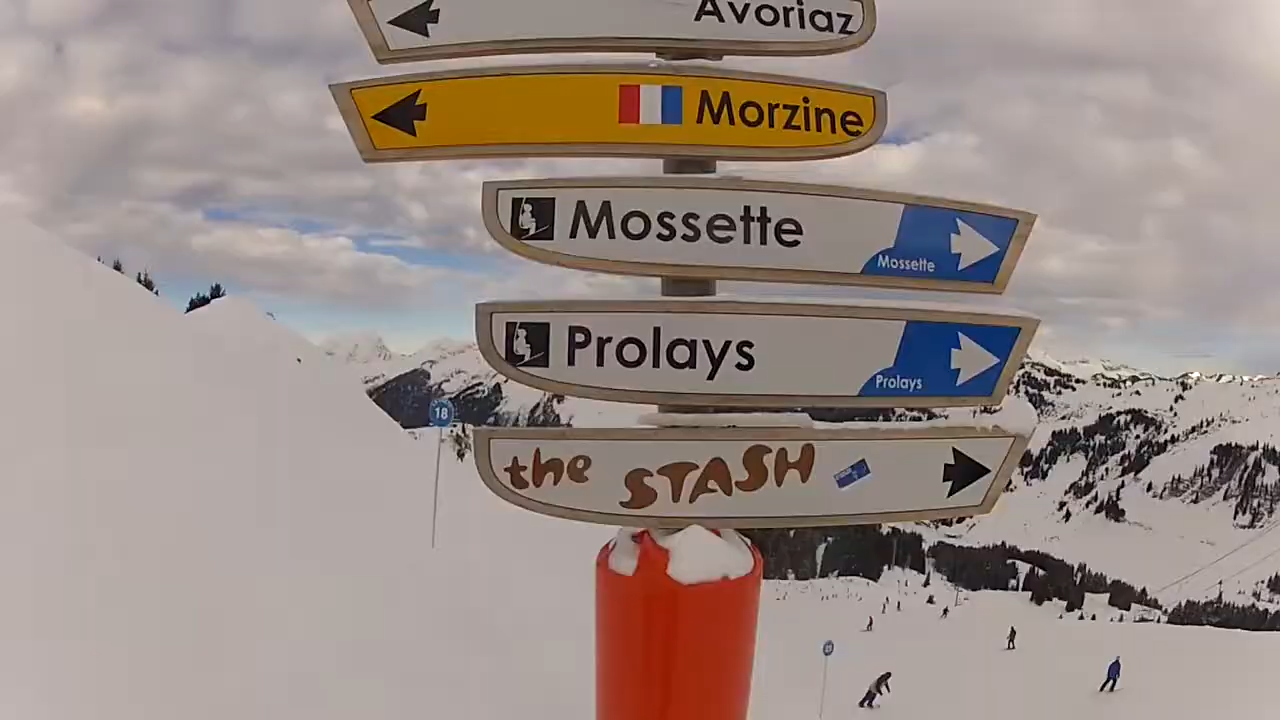 Avoriaz
Morzine
Mossette
Mossette
Prolays
Prolays
the STASH
18